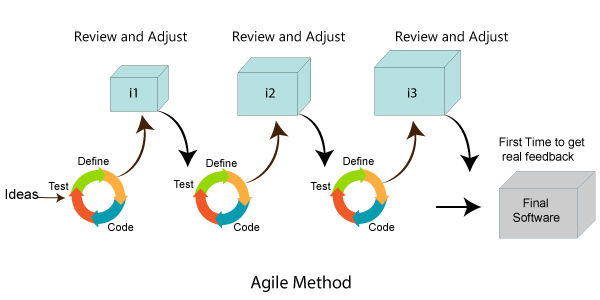 Review and Adjust
Review and Adjust
Review and Adjust
i1
i2
i3
First Time to get
real feedback
Define
Test
Code
Define
Test
Code
Define
Test
Code
Ideas
Final
Software
Agile Method